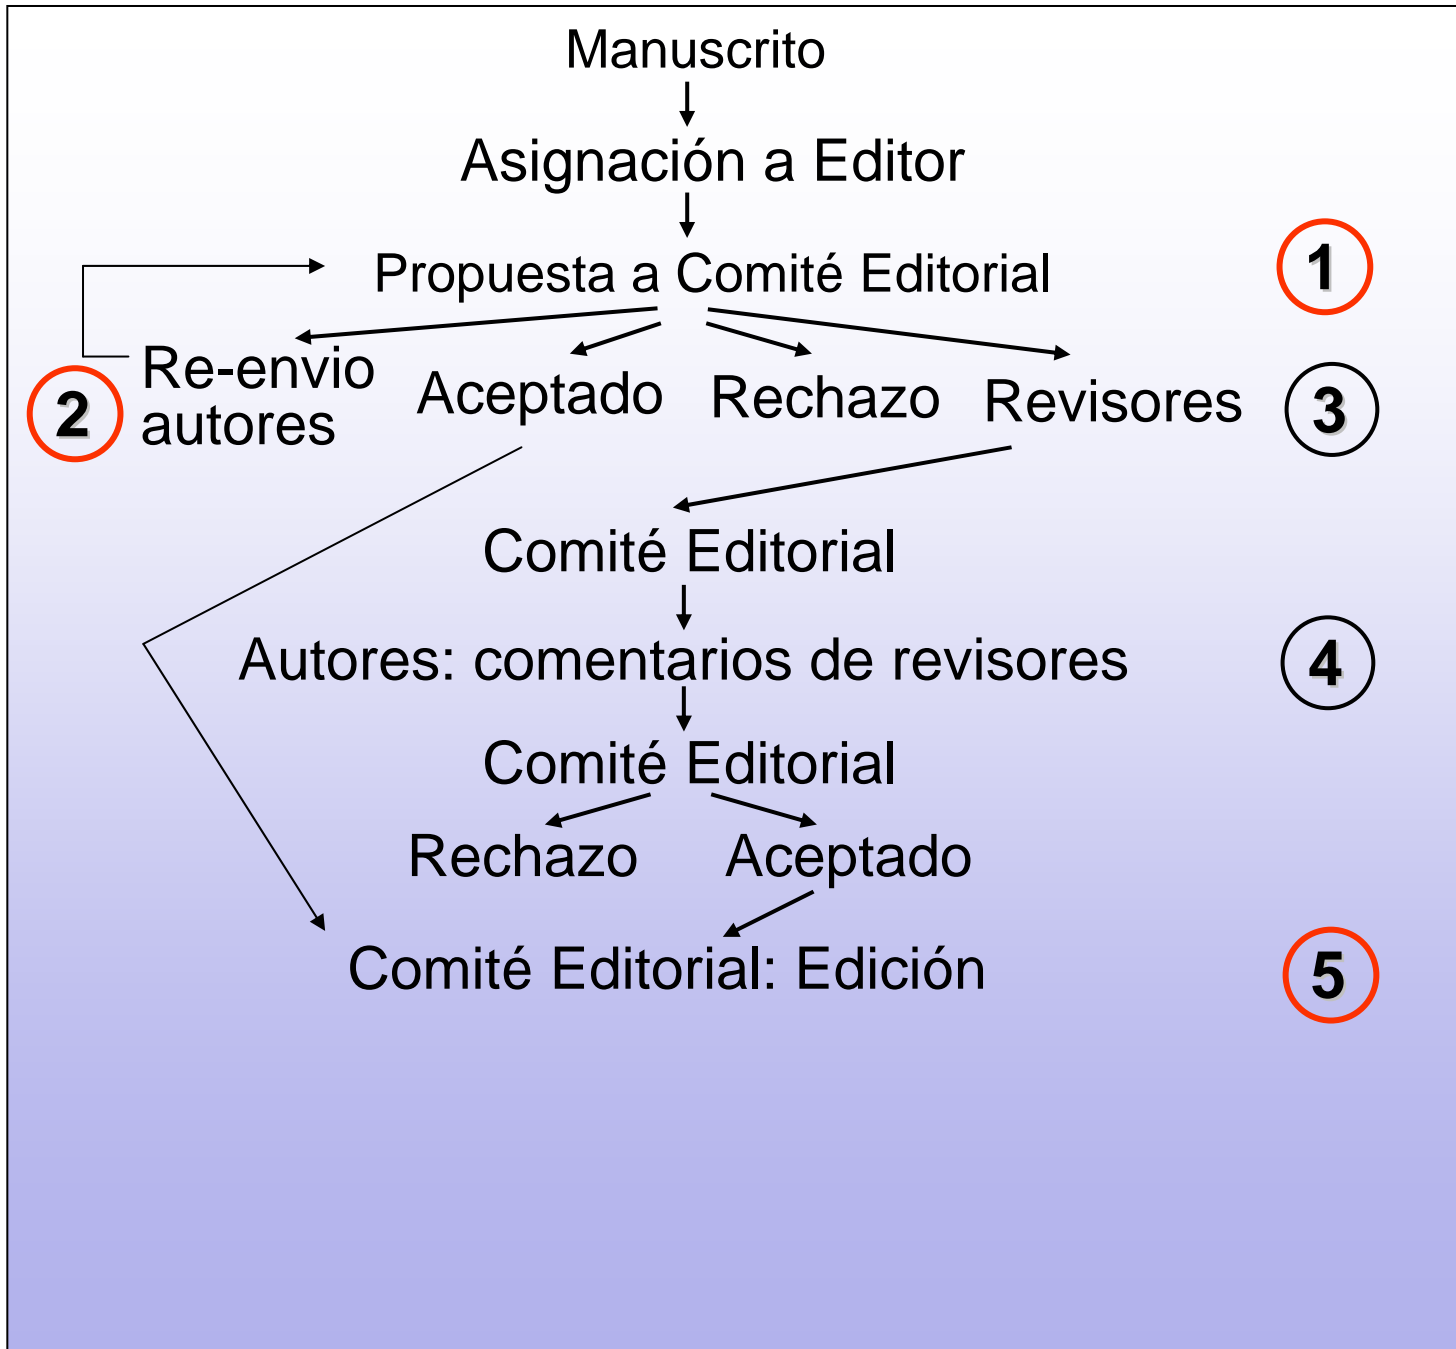 Manuscrito
Asignación a Editor
Propuesta a Comité Editorial
1
Re-envio
autores
2
Aceptado
Rechazo
Revisores
3
Comité Editorial
Autores: comentarios de revisores
4
Comité Editorial
Rechazo
Aceptado
Comité Editorial: Edición
5